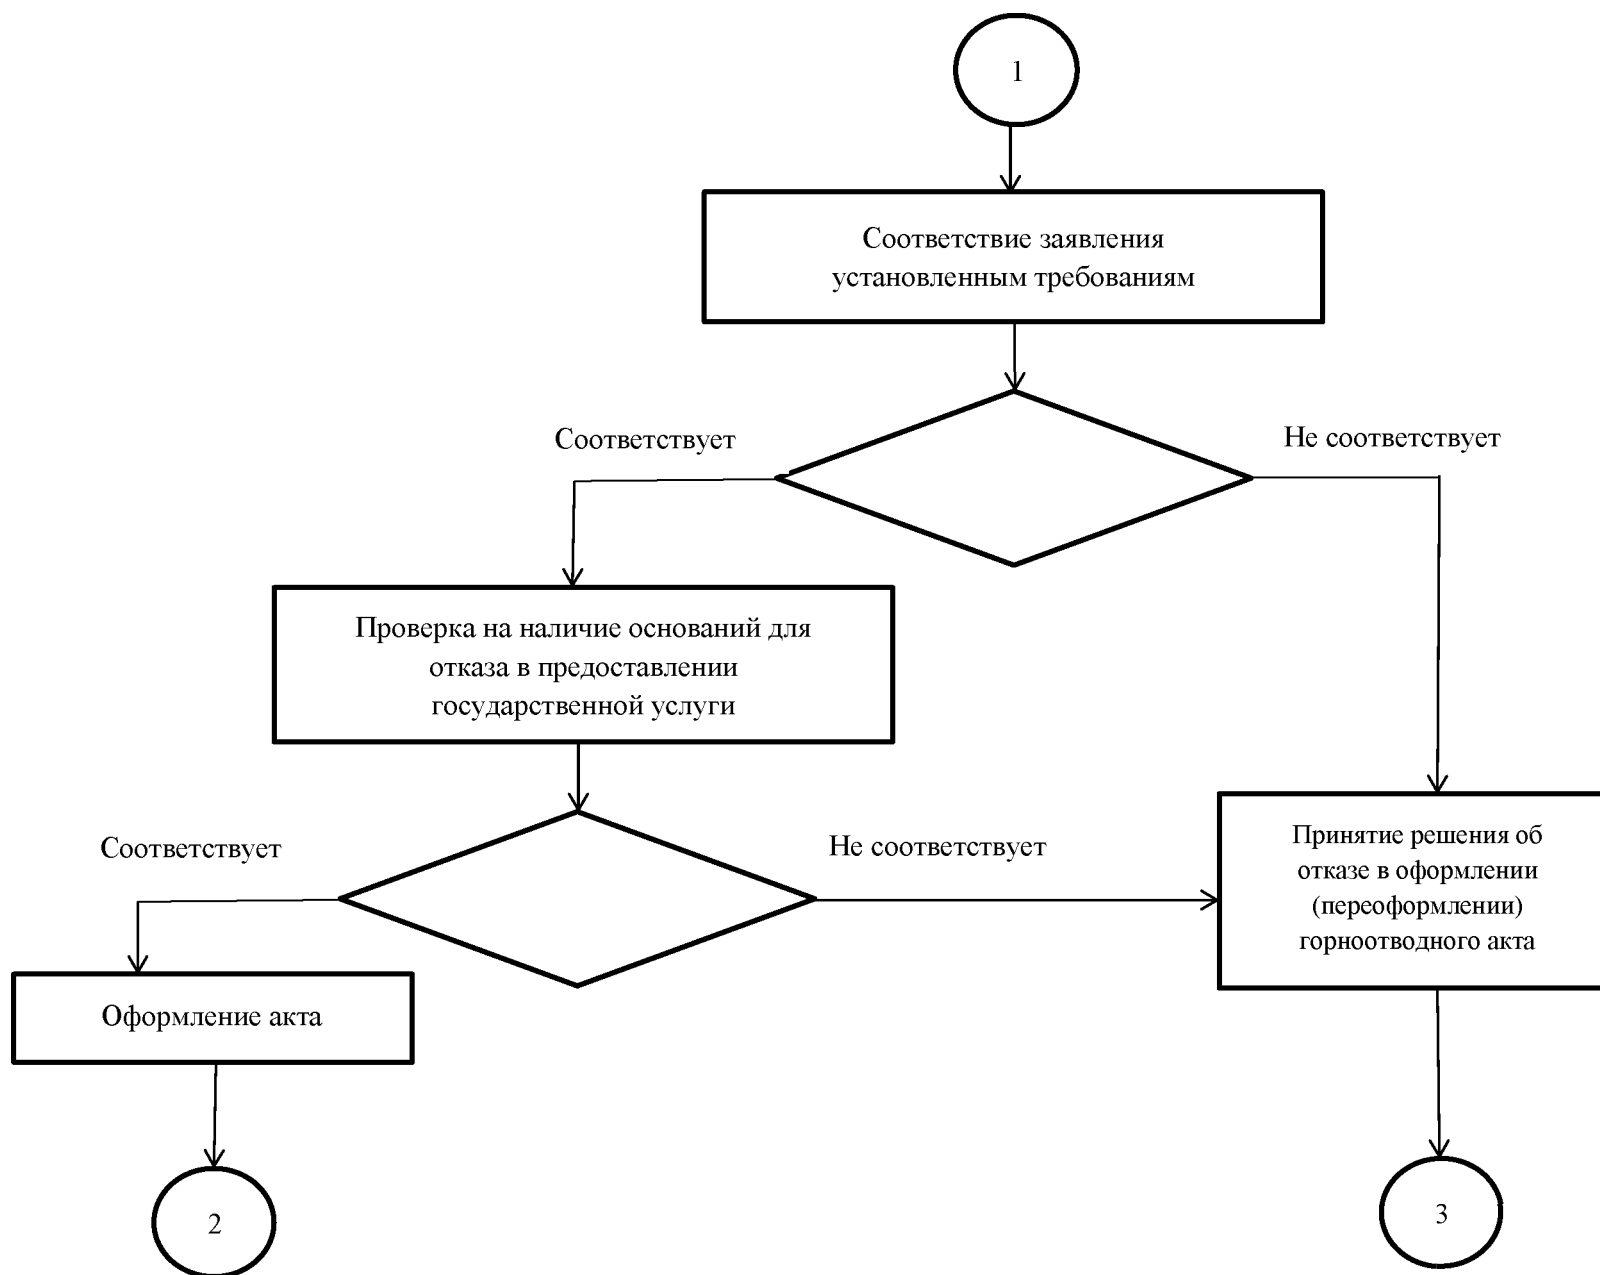 1
Соответствие заявления
установленным требованиям
Соответствует
Не соответствует
Проверка на наличие оснований для
отказа в предоставлении
государственной услуги
Соответствует
Не соответствует
Принятие решения об
отказе в оформлении
(переоформлении)
горноотводного акта
Оформление акта
2
3